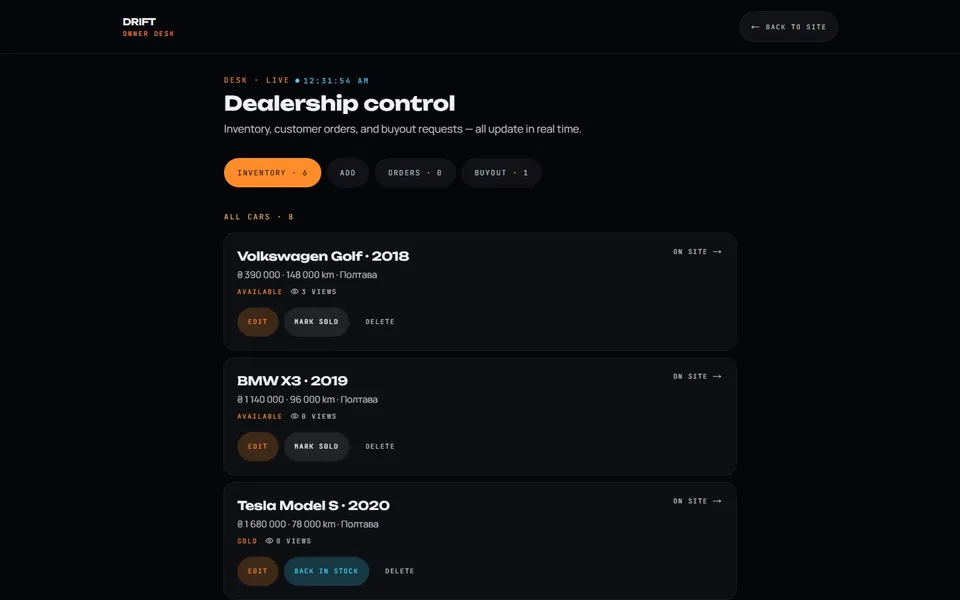 DRIFT
OWNER DESK
← BACK TO SITE
DESK · LIVE ● 12:31:54 AM
Dealership control
Inventory, customer orders, and buyout requests — all update in real time.
INVENTORY · 6
ADD
ORDERS · 0
BUYOUT · 1
ALL CARS · 8
Volkswagen Golf · 2018
ON SITE →
₴ 390 000 · 148 000 km · Полтава
AVAILABLE 3 VIEWS
EDIT
MARK SOLD
DELETE
BMW X3 · 2019
ON SITE →
₴ 1 140 000 · 96 000 km · Полтава
AVAILABLE 0 VIEWS
EDIT
MARK SOLD
DELETE
Tesla Model S · 2020
ON SITE →
₴ 1 680 000 · 78 000 km · Полтава
SOLD 0 VIEWS
EDIT
BACK IN STOCK
DELETE